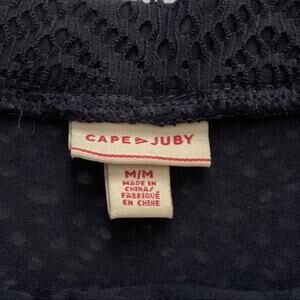 CAPE JUBY
M/M
MADE IN
CHINA/
FABRIQUÉ
EN CHINE